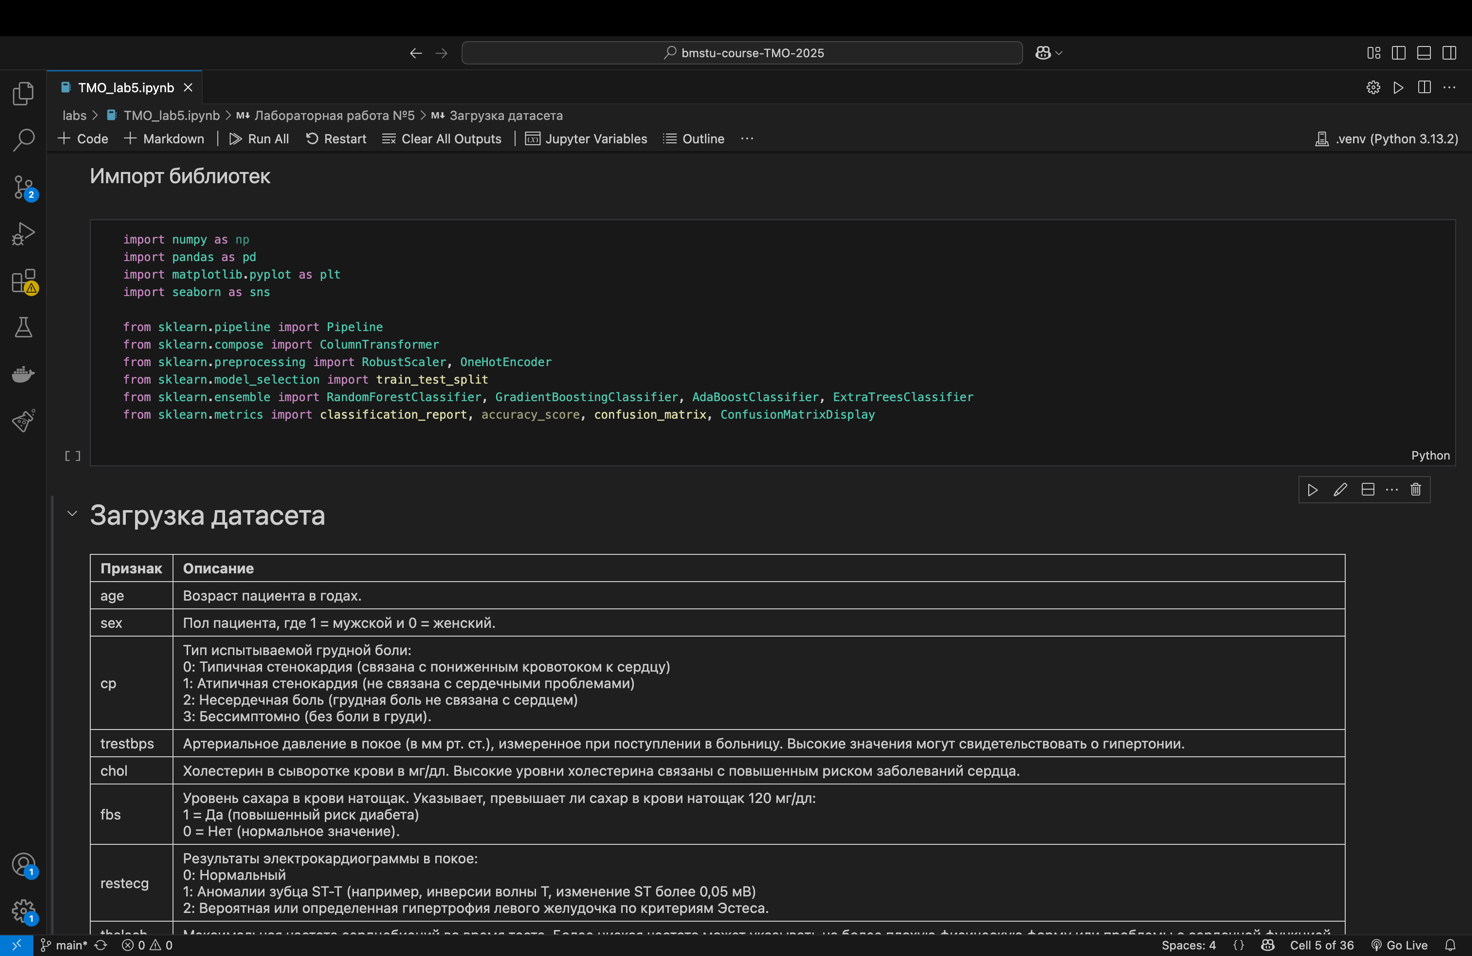 bmstu-course-TMO-2025
TMO_lab5.ipynb
labs > TMO_lab5.ipynb > M↓ Лабораторная работа №5 > M↓ Загрузка датасета
+ Code + Markdown | Run All Restart Clear All Outputs | Jupyter Variables Outline ... .venv (Python 3.13.2)
Импорт библиотек
import numpy as np
import pandas as pd
import matplotlib.pyplot as plt
import seaborn as sns
from sklearn.pipeline import Pipeline
from sklearn.compose import ColumnTransformer
from sklearn.preprocessing import RobustScaler, OneHotEncoder
from sklearn.model_selection import train_test_split
from sklearn.ensemble import RandomForestClassifier, GradientBoostingClassifier, AdaBoostClassifier, ExtraTreesClassifier
from sklearn.metrics import classification_report, accuracy_score, confusion_matrix, ConfusionMatrixDisplay
[ ]
Python
Загрузка датасета
Признак Описание
age Возраст пациента в годах.
sex Пол пациента, где 1 = мужской и 0 = женский.
cp
Тип испытываемой грудной боли:
0: Типичная стенокардия (связана с пониженным кровотоком к сердцу)
1: Атипичная стенокардия (не связана с сердечными проблемами)
2: Несердечная боль (грудная боль не связана с сердцем)
3: Бессимптомно (без боли в груди).
trestbps Артериальное давление в покое (в мм рт. ст.), измеренное при поступлении в больницу. Высокие значения могут свидетельствовать о гипертонии.
chol Холестерин в сыворотке крови в мг/дл. Высокие уровни холестерина связаны с повышенным риском заболеваний сердца.
fbs
Уровень сахара в крови натощак. Указывает, превышает ли сахар в крови натощак 120 мг/дл:
1 = Да (повышенный риск диабета)
0 = Нет (нормальное значение).
restecg
Результаты электрокардиограммы в покое:
0: Нормальный
1: Аномалии зубца ST-T (например, инверсии волны T, изменение ST более 0,05 мВ)
2: Вероятная или определенная гипертрофия левого желудочка по критериям Эстеса.
2
1
1
main* 0 0 Spaces: 4 {} Cell 5 of 36 Go Live